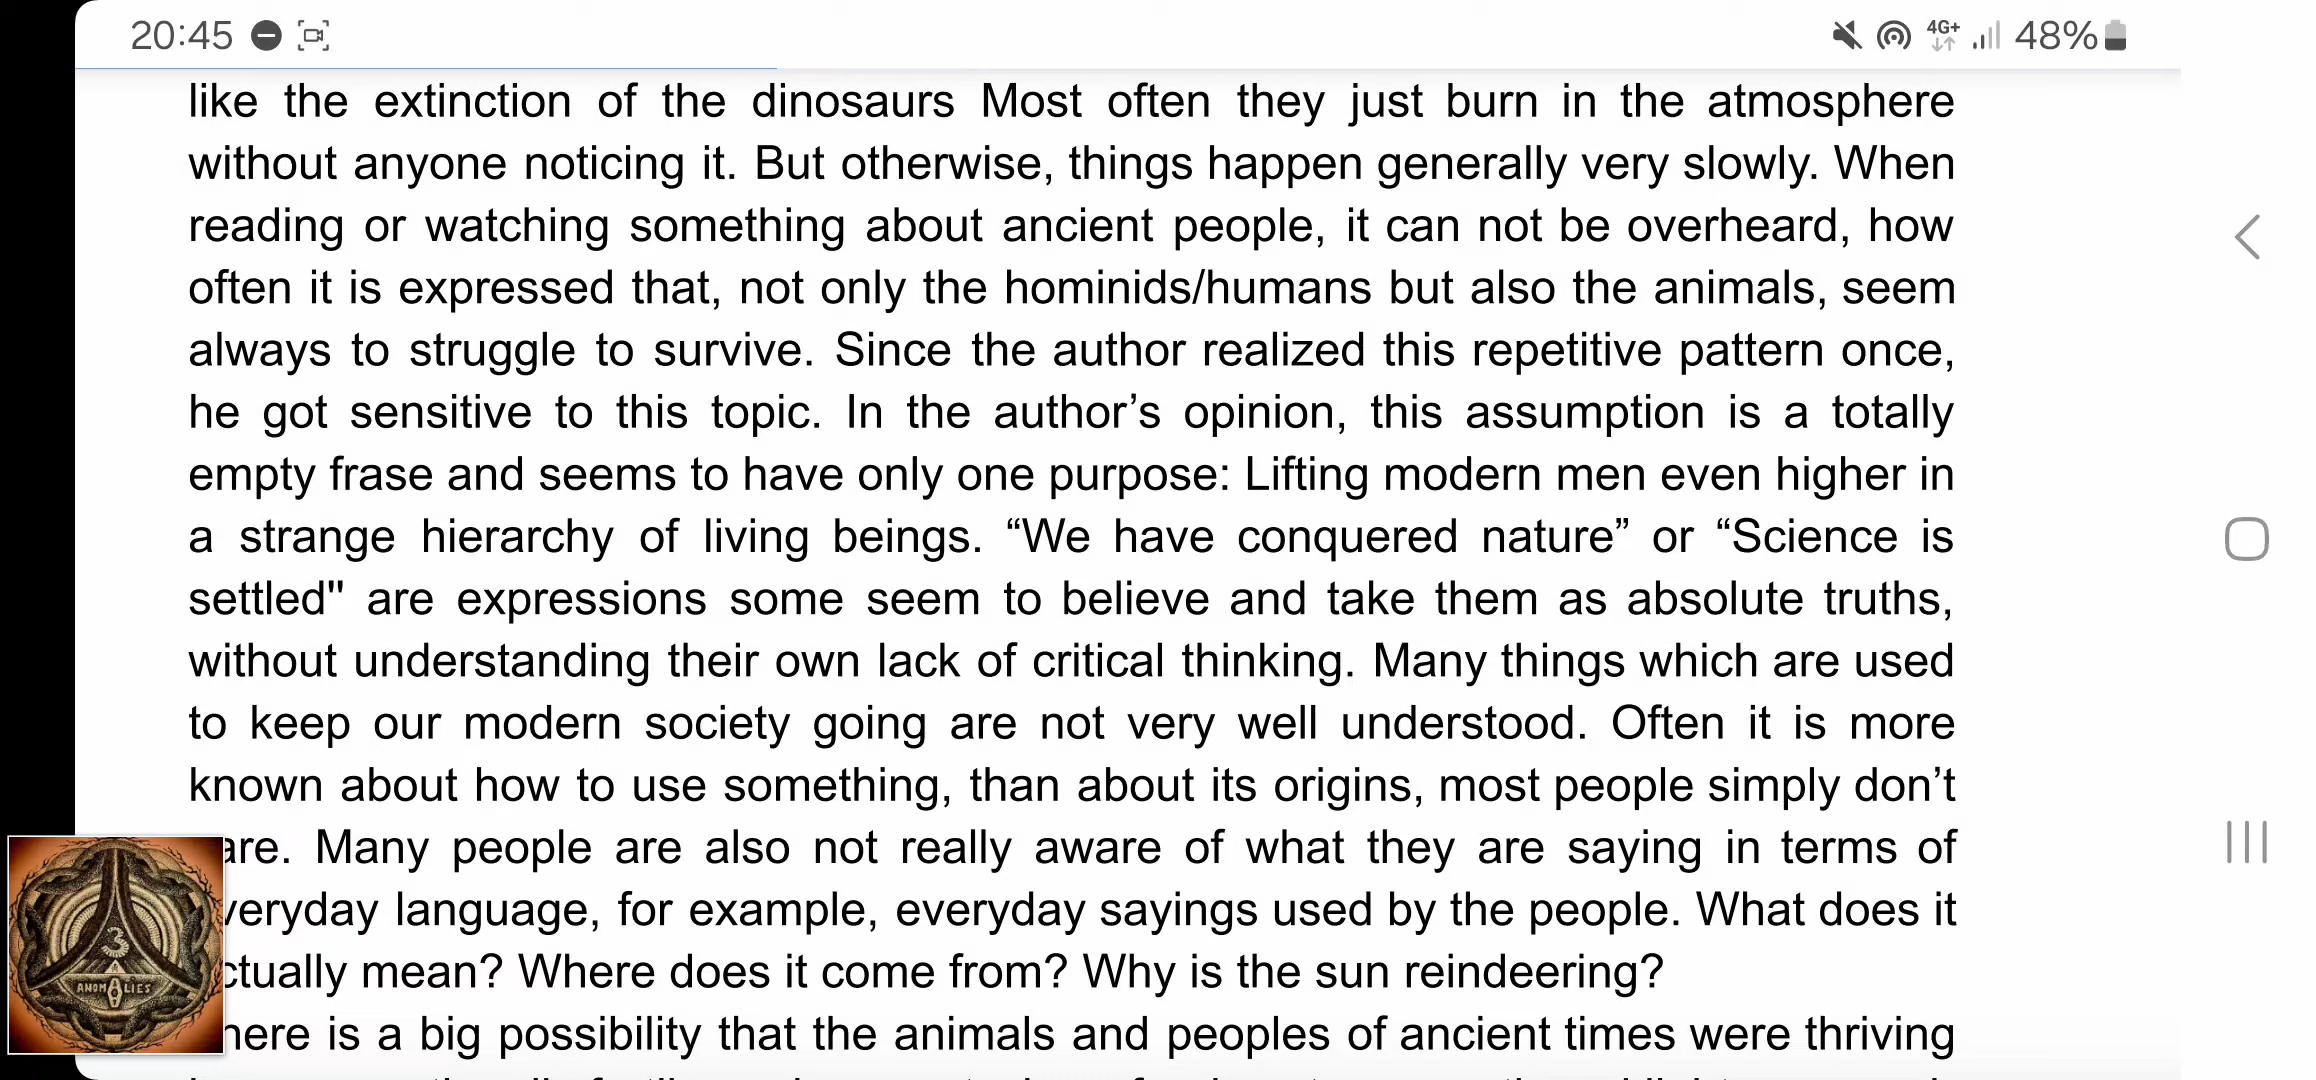 20:45
4G+ 48%
like the extinction of the dinosaurs Most often they just burn in the atmosphere
without anyone noticing it. But otherwise, things happen generally very slowly. When
reading or watching something about ancient people, it can not be overheard, how
often it is expressed that, not only the hominids/humans but also the animals, seem
always to struggle to survive. Since the author realized this repetitive pattern once,
he got sensitive to this topic. In the author’s opinion, this assumption is a totally
empty frase and seems to have only one purpose: Lifting modern men even higher in
a strange hierarchy of living beings. “We have conquered nature” or “Science is
settled" are expressions some seem to believe and take them as absolute truths,
without understanding their own lack of critical thinking. Many things which are used
to keep our modern society going are not very well understood. Often it is more
known about how to use something, than about its origins, most people simply don’t
are. Many people are also not really aware of what they are saying in terms of
veryday language, for example, everyday sayings used by the people. What does it
ctually mean? Where does it come from? Why is the sun reindeering?
here is a big possibility that the animals and peoples of ancient times were thriving
3
ANOMALIES